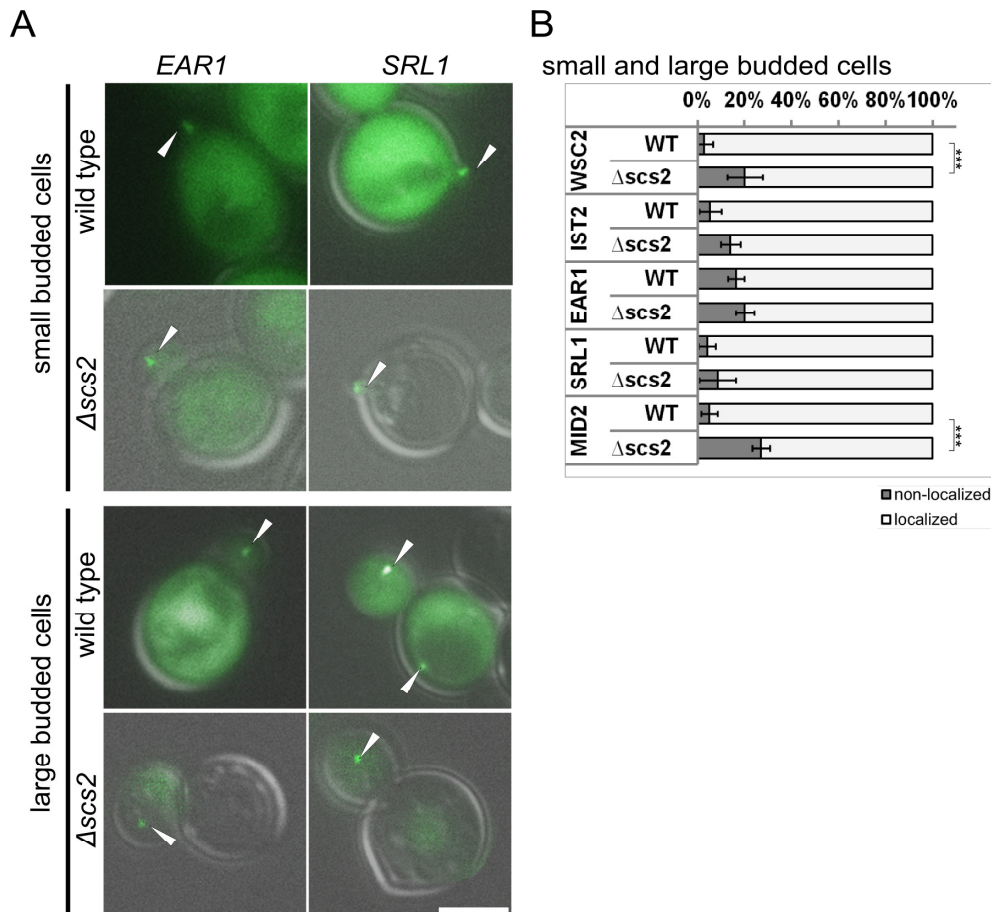 A
EAR1 SRL1
small budded cells
wild type
Δscs2
large budded cells
wild type
Δscs2
B
small and large budded cells
0% 20% 40% 60% 80% 100%
WSC2
WT
Δscs2
***
IST2
WT
Δscs2
EAR1
WT
Δscs2
SRL1
WT
Δscs2
MID2
WT
Δscs2
***
non-localized
localized